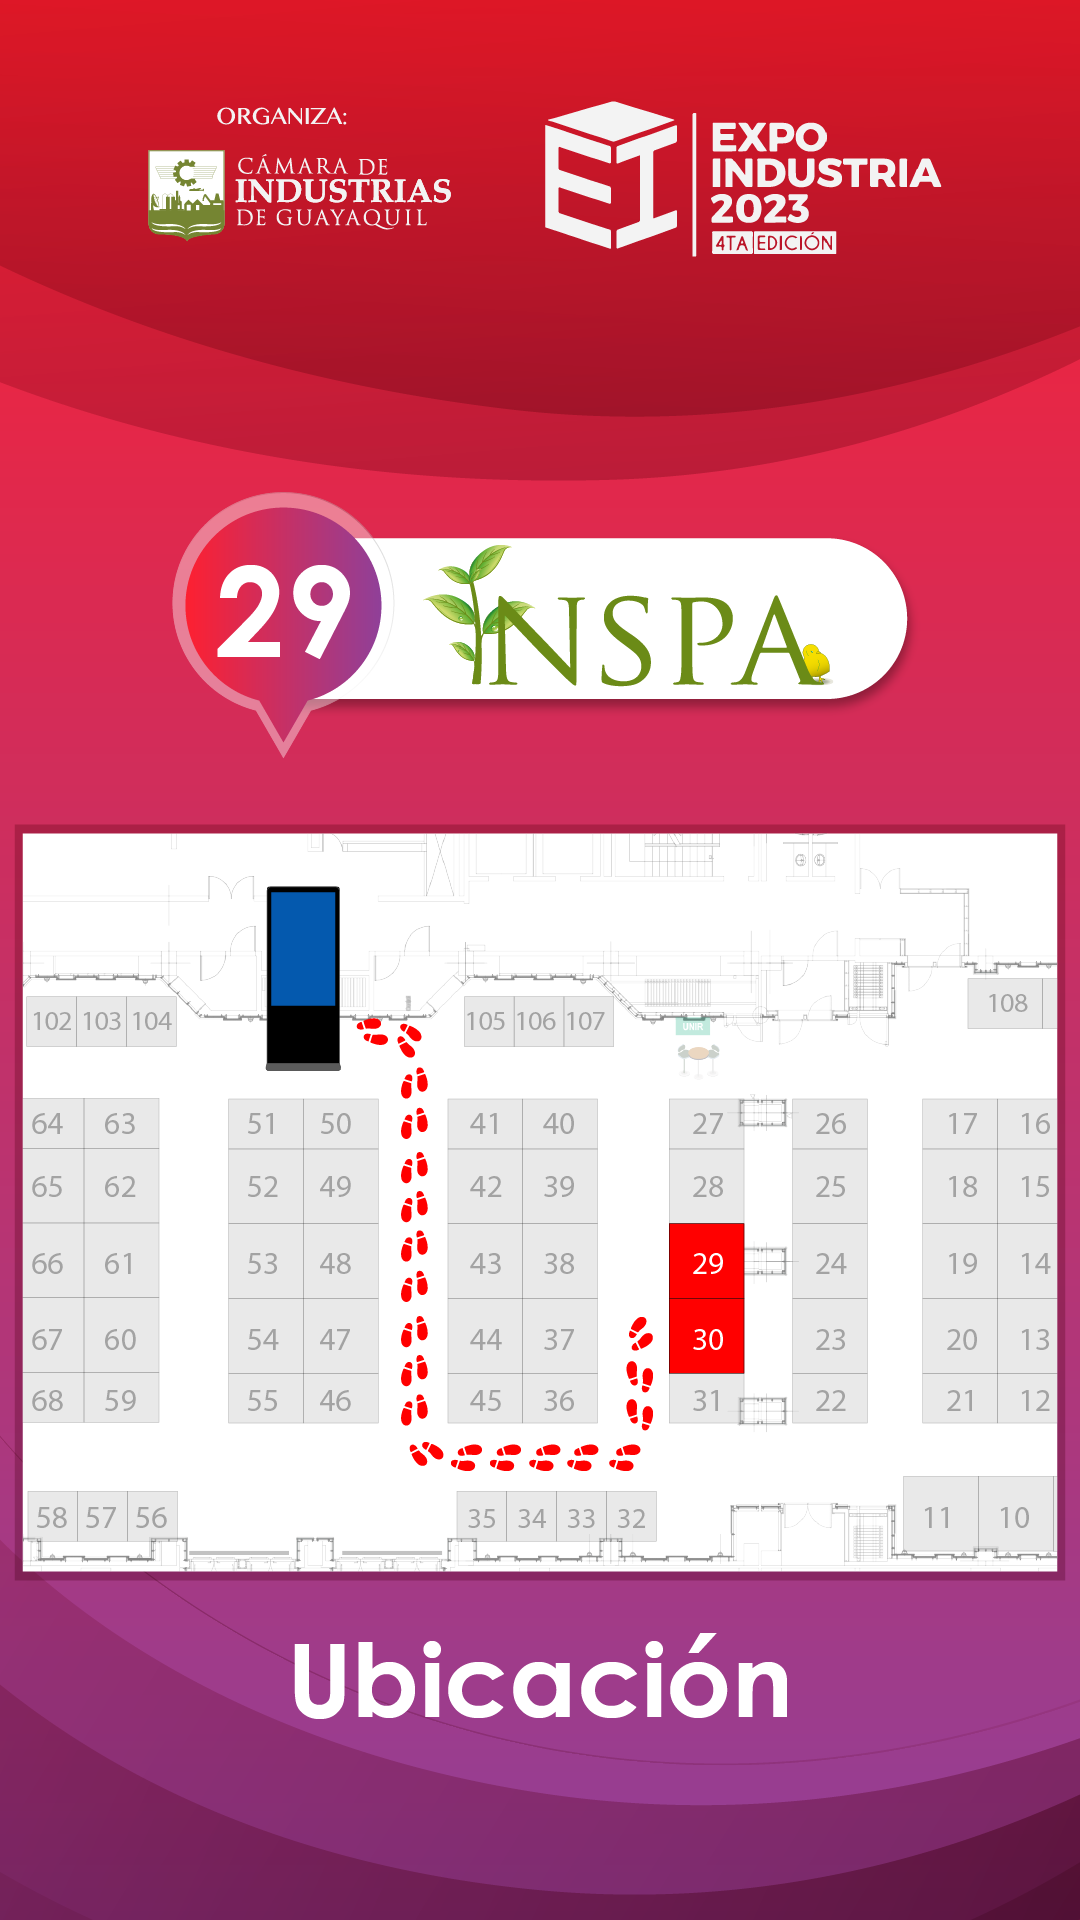 ORGANIZA:
CÁMARA DE
INDUSTRIAS
DE GUAYAQUIL
EXPO
INDUSTRIA
2023
4TA EDICIÓN
29
INSPA
UNIR
102 103 104
105 106 107
108
64 63 51 50 41 40 27 26 17 16
65 62 52 49 42 39 28 25 18 15
66 61 53 48 43 38 29 24 19 14
67 60 54 47 44 37 30 23 20 13
68 59 55 46 45 36 31 22 21 12
58 57 56 35 34 33 32 11 10
Ubicación